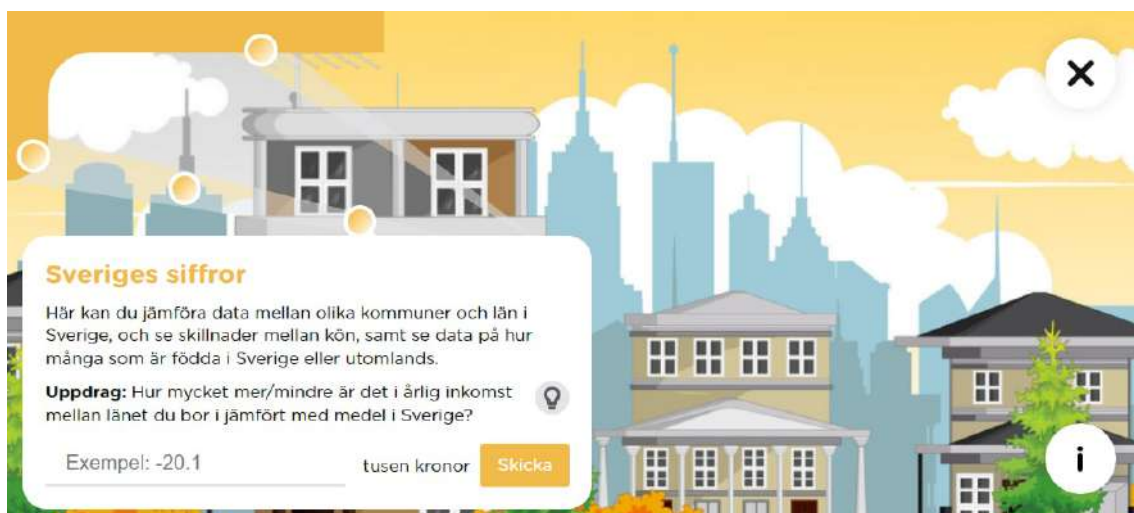 Sveriges siffror
Här kan du jämföra data mellan olika kommuner och län i
Sverige, och se skillnader mellan kön, samt se data på hur
många som är födda i Sverige eller utomlands.
Uppdrag: Hur mycket mer/mindre är det i årlig inkomst
mellan länet du bor i jämfört med medel i Sverige?
Exempel: -20.1
tusen kronor
Skicka
i